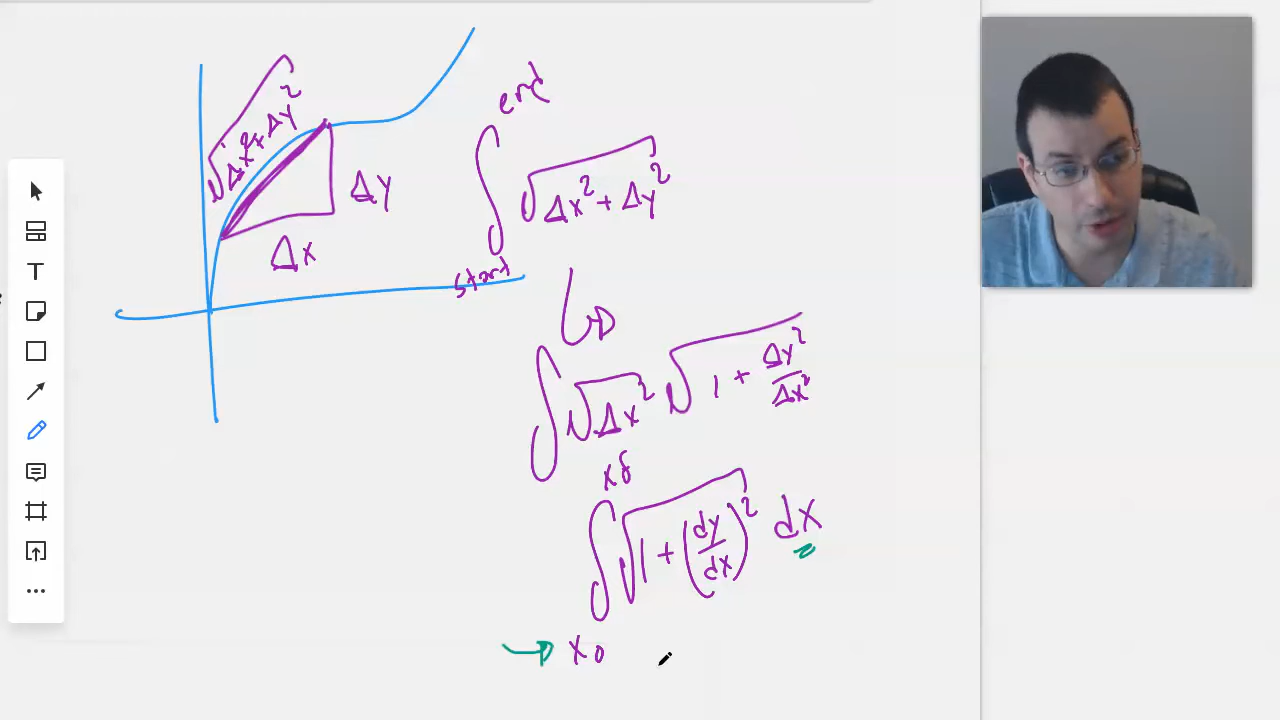 √Δx²+Δy²
Δy
Δx
end
∫ √Δx² + Δy²
start
∫ √Δx² √1 + Δy²/Δx²
xf
∫ √1 + (dy/dx)² dx
x0
T